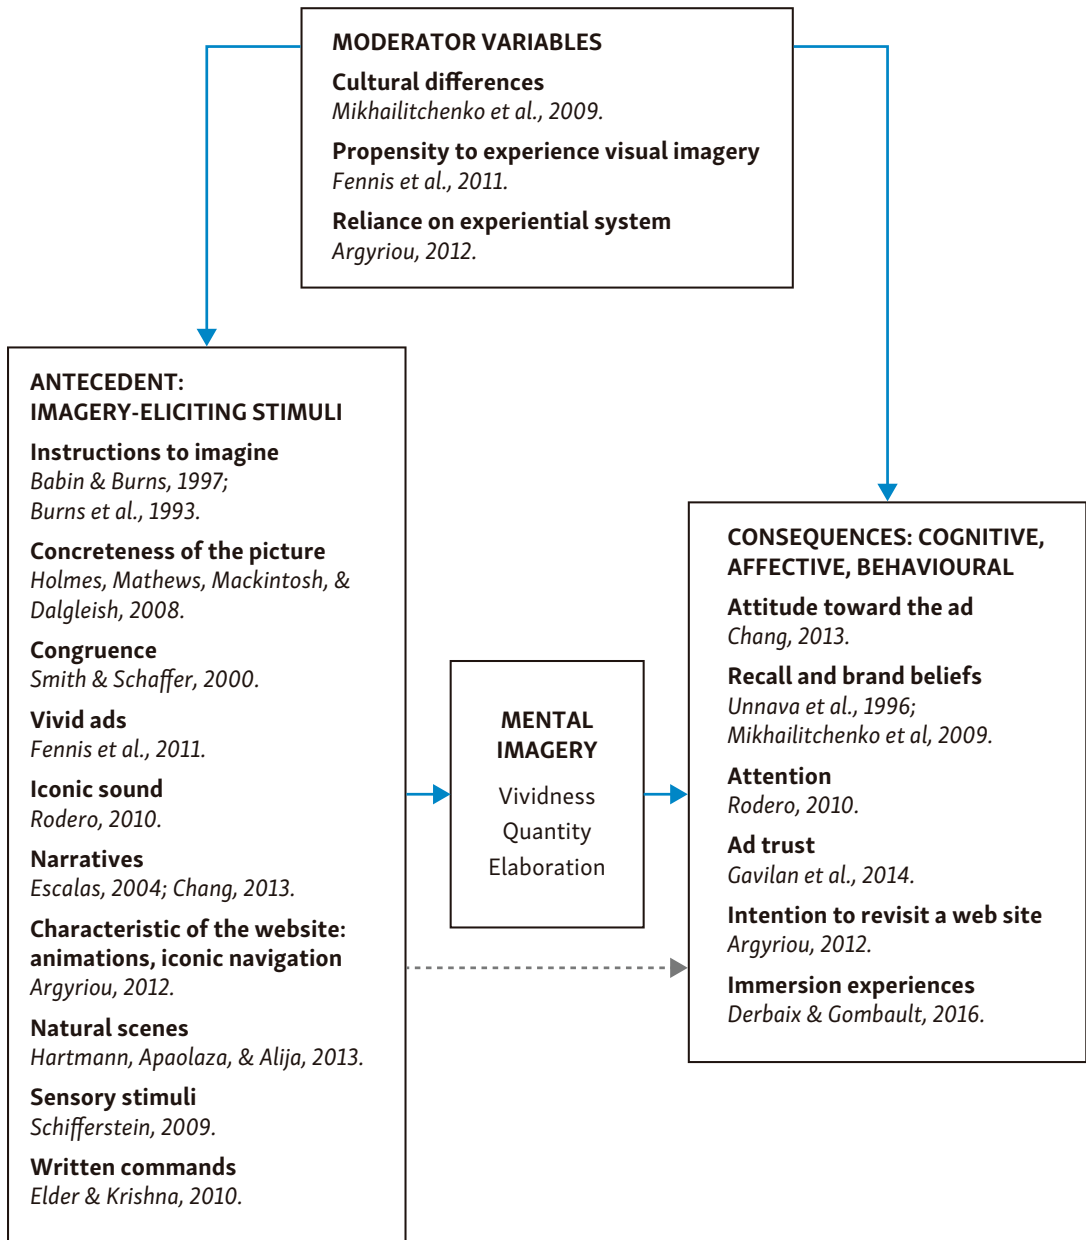 MODERATOR VARIABLES
Cultural differences
Mikhailitchenko et al., 2009.
Propensity to experience visual imagery
Fennis et al., 2011.
Reliance on experiential system
Argyriou, 2012.
ANTECEDENT:
IMAGERY-ELICITING STIMULI
Instructions to imagine
Babin & Burns, 1997;
Burns et al., 1993.
Concreteness of the picture
Holmes, Mathews, Mackintosh, &
Dalgleish, 2008.
Congruence
Smith & Schaffer, 2000.
Vivid ads
Fennis et al., 2011.
Iconic sound
Rodero, 2010.
Narratives
Escalas, 2004; Chang, 2013.
Characteristic of the website:
animations, iconic navigation
Argyriou, 2012.
Natural scenes
Hartmann, Apaolaza, & Alija, 2013.
Sensory stimuli
Schifferstein, 2009.
Written commands
Elder & Krishna, 2010.
MENTAL
IMAGERY
Vividness
Quantity
Elaboration
CONSEQUENCES: COGNITIVE,
AFFECTIVE, BEHAVIOURAL
Attitude toward the ad
Chang, 2013.
Recall and brand beliefs
Unnava et al., 1996;
Mikhailitchenko et al, 2009.
Attention
Rodero, 2010.
Ad trust
Gavilan et al., 2014.
Intention to revisit a web site
Argyriou, 2012.
Immersion experiences
Derbaix & Gombault, 2016.